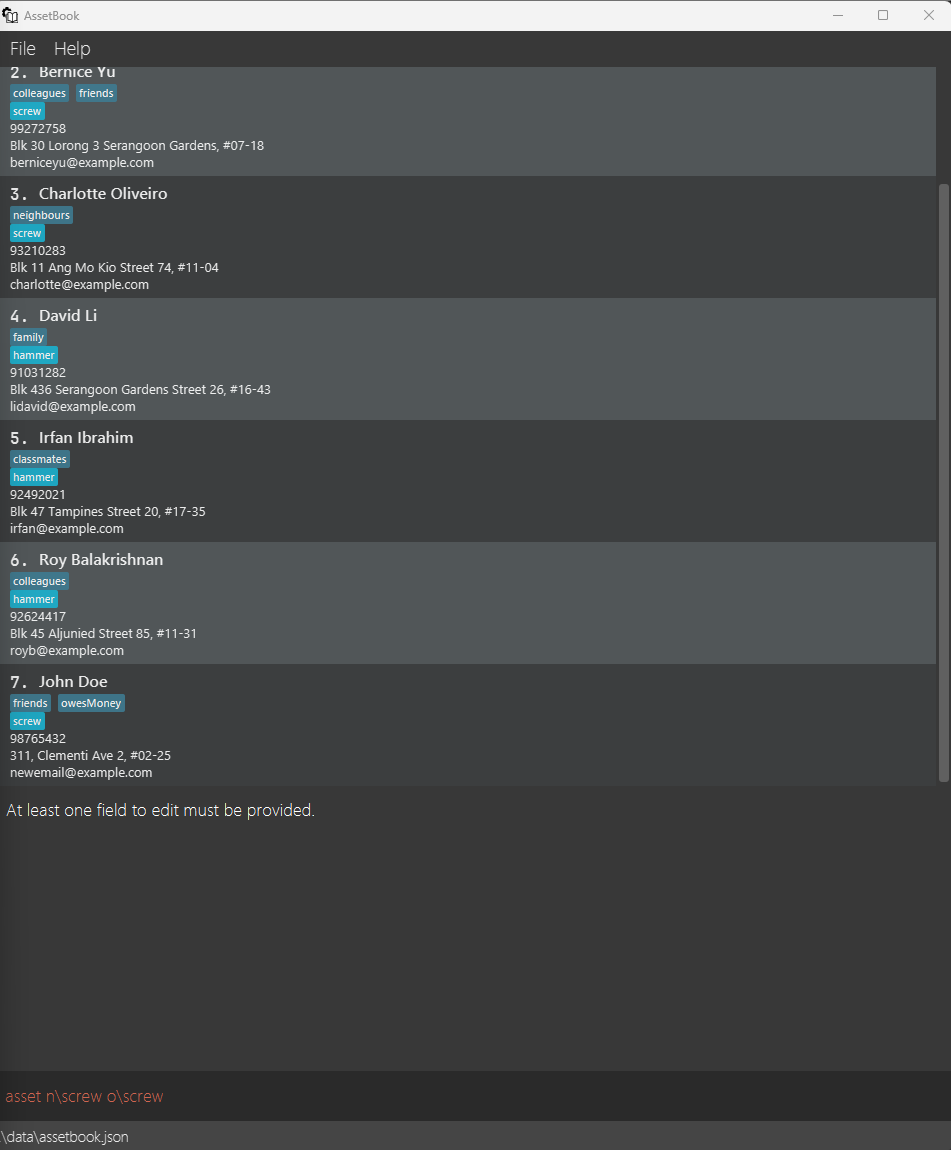 AssetBook
File Help
2. Bernice Yu
colleagues friends
screw
99272758
Blk 30 Lorong 3 Serangoon Gardens, #07-18
berniceyu@example.com
3. Charlotte Oliveiro
neighbours
screw
93210283
Blk 11 Ang Mo Kio Street 74, #11-04
charlotte@example.com
4. David Li
family
hammer
91031282
Blk 436 Serangoon Gardens Street 26, #16-43
lidavid@example.com
5. Irfan Ibrahim
classmates
hammer
92492021
Blk 47 Tampines Street 20, #17-35
irfan@example.com
6. Roy Balakrishnan
colleagues
hammer
92624417
Blk 45 Aljunied Street 85, #11-31
royb@example.com
7. John Doe
friends owesMoney
screw
98765432
311, Clementi Ave 2, #02-25
newemail@example.com
At least one field to edit must be provided.
asset n\screw o\screw
.\data\assetbook.json